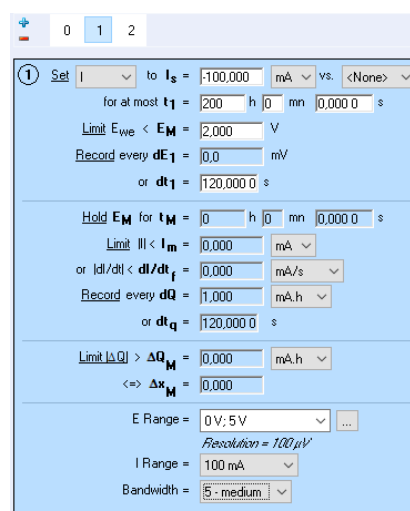 0 1 2
1 Set I to Is = -100,000 mA vs. <None>
for at most t1 = 200 h 0 mn 0,000 0 s
Limit Ewe < EM = 2,000 V
Record every dE1 = 0,0 mV
or dt1 = 120,000 0 s
Hold EM for tM = 0 h 0 mn 0,000 0 s
Limit |I| < Im = 0,000 mA
or |dI/dt| < dI/dtf = 0,000 mA/s
Record every dQ = 1,000 mA.h
or dtq = 120,000 0 s
Limit |ΔQ| > ΔQM = 0,000 mA.h
<=> ΔxM = 0,000
E Range = 0 V; 5 V ...
Resolution = 100 µV
I Range = 100 mA
Bandwidth = 5 - medium